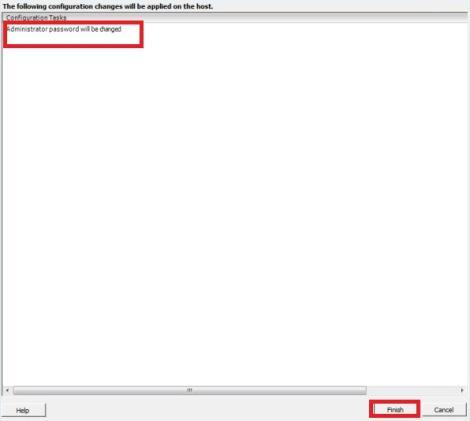 The following configuration changes will be applied on the host.
Configuration Tasks
Administrator password will be changed
Help
Finish
Cancel